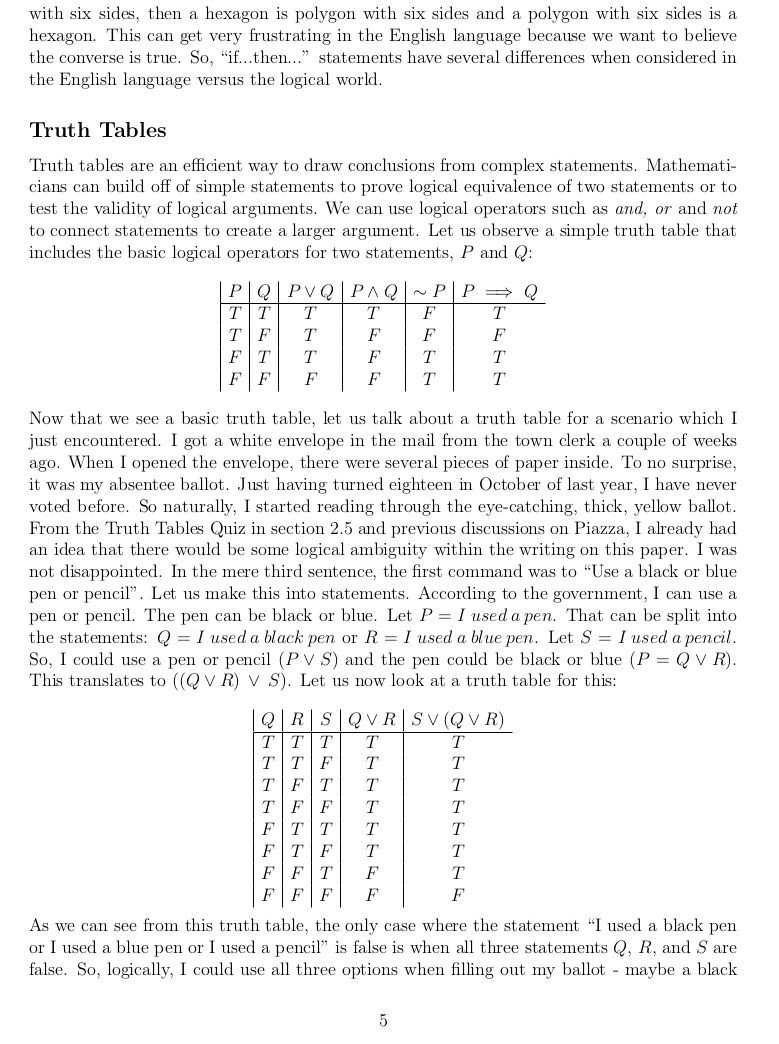 with six sides, then a hexagon is polygon with six sides and a polygon with six sides is a
hexagon. This can get very frustrating in the English language because we want to believe
the converse is true. So, “if...then...” statements have several differences when considered in
the English language versus the logical world.
Truth Tables
Truth tables are an efficient way to draw conclusions from complex statements. Mathemati-
cians can build off of simple statements to prove logical equivalence of two statements or to
test the validity of logical arguments. We can use logical operators such as and, or and not
to connect statements to create a larger argument. Let us observe a simple truth table that
includes the basic logical operators for two statements, P and Q:
P Q P ∨ Q P ∧ Q ∼ P P ⟹ Q
T T T T F T
T F T F F F
F T T F T T
F F F F T T
Now that we see a basic truth table, let us talk about a truth table for a scenario which I
just encountered. I got a white envelope in the mail from the town clerk a couple of weeks
ago. When I opened the envelope, there were several pieces of paper inside. To no surprise,
it was my absentee ballot. Just having turned eighteen in October of last year, I have never
voted before. So naturally, I started reading through the eye-catching, thick, yellow ballot.
From the Truth Tables Quiz in section 2.5 and previous discussions on Piazza, I already had
an idea that there would be some logical ambiguity within the writing on this paper. I was
not disappointed. In the mere third sentence, the first command was to “Use a black or blue
pen or pencil”. Let us make this into statements. According to the government, I can use a
pen or pencil. The pen can be black or blue. Let P = I used a pen. That can be split into
the statements: Q = I used a black pen or R = I used a blue pen. Let S = I used a pencil.
So, I could use a pen or pencil (P ∨ S) and the pen could be black or blue (P = Q ∨ R).
This translates to ((Q ∨ R) ∨ S). Let us now look at a truth table for this:
Q R S Q ∨ R S ∨ (Q ∨ R)
T T T T T
T T F T T
T F T T T
T F F T T
F T T T T
F T F T T
F F T F T
F F F F F
As we can see from this truth table, the only case where the statement “I used a black pen
or I used a blue pen or I used a pencil” is false is when all three statements Q, R, and S are
false. So, logically, I could use all three options when filling out my ballot - maybe a black
5